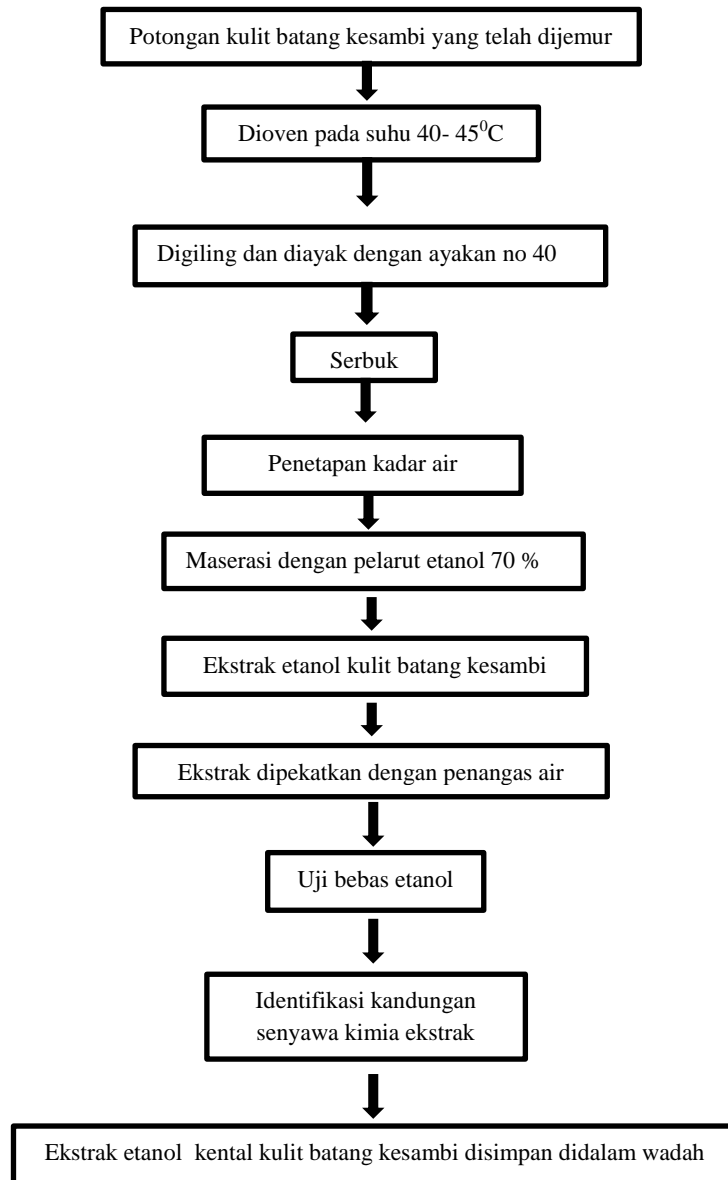 Potongan kulit batang kesambi yang telah dijemur
Dioven pada suhu 40- 45⁰C
Digiling dan diayak dengan ayakan no 40
Serbuk
Penetapan kadar air
Maserasi dengan pelarut etanol 70 %
Ekstrak etanol kulit batang kesambi
Ekstrak dipekatkan dengan penangas air
Uji bebas etanol
Identifikasi kandungan
senyawa kimia ekstrak
Ekstrak etanol kental kulit batang kesambi disimpan didalam wadah